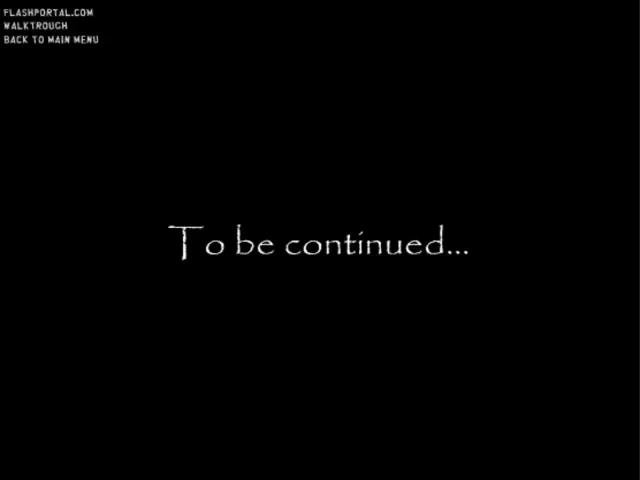 FLASHPORTAL.COM
WALKTROUGH
BACK TO MAIN MENU
To be continued...